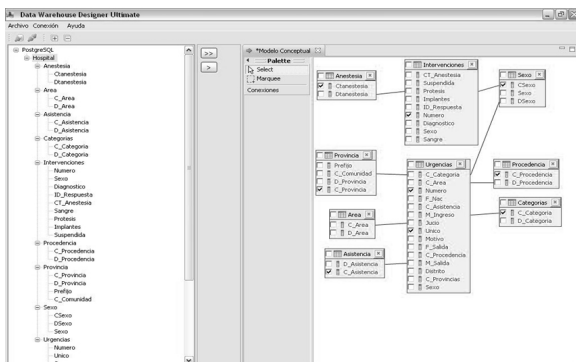 Data Warehouse Designer Ultimate
Archivo Conexión Ayuda
PostgreSQL
Hospital
Anestesia
Ctanestesia
Dtanestesia
Area
C_Area
D_Area
Asistencia
C_Asistencia
D_Asistencia
Categorias
C_Categoria
D_Categoria
Intervenciones
Numero
Sexo
Diagnostico
ID_Respuesta
CT_Anestesia
Sangre
Protesis
Implantes
Suspendida
Procedencia
C_Procedencia
D_Procedencia
Provincia
C_Provincia
D_Provincia
Prefijo
C_Comunidad
Sexo
CSexo
DSexo
Sexo
Urgencias
Numero
Unico
>>
>
*Modelo Conceptual
Palette
Select
Marquee
Conexiones
Anestesia
Ctanestesia
Dtanestesia
Intervenciones
CT_Anestesia
Suspendida
Protesis
Implantes
ID_Respuesta
Numero
Diagnostico
Sexo
Sangre
Sexo
CSexo
Sexo
DSexo
Provincia
Prefijo
C_Comunidad
D_Provincia
C_Provincia
Urgencias
C_Categoria
C_Area
Numero
F_Nac
C_Asistencia
M_Ingreso
Jucio
Unico
Motivo
F_Salida
C_Procedencia
M_Salida
Distrito
C_Provincias
Sexo
Procedencia
C_Procedencia
D_Procedencia
Categorias
C_Categoria
D_Categoria
Area
C_Area
D_Area
Asistencia
D_Asistencia
C_Asistencia